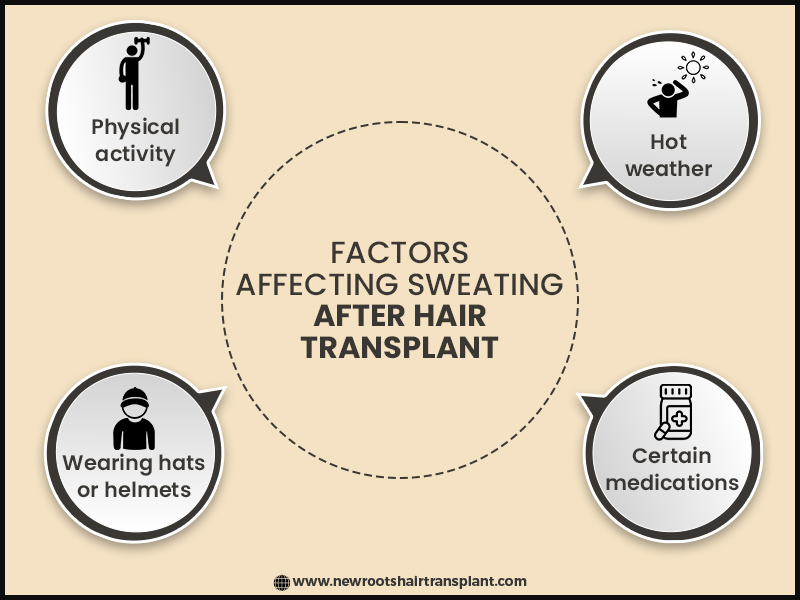 Physical
activity
Hot
weather
FACTORS
AFFECTING SWEATING
AFTER HAIR
TRANSPLANT
Wearing hats
or helmets
Certain
medications
www.newrootshairtransplant.com